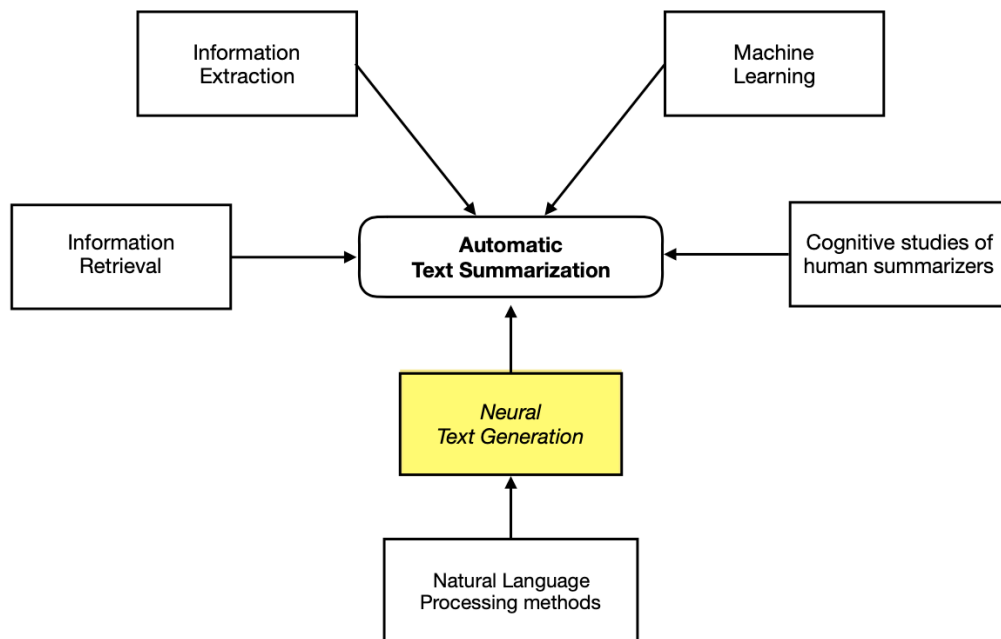 Information
Extraction
Machine
Learning
Information
Retrieval
Automatic
Text Summarization
Cognitive studies of
human summarizers
Neural
Text Generation
Natural Language
Processing methods